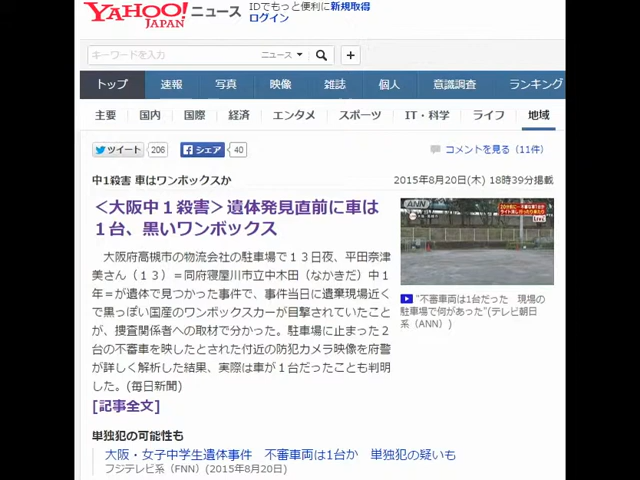 YAHOO! ニュース
JAPAN
IDでもっと便利に新規取得
ログイン
キーワードを入力
ニュース
トップ 速報 写真 映像 雑誌 個人 意識調査 ランキング
主要 国内 国際 経済 エンタメ スポーツ IT・科学 ライフ 地域
ツイート 206 シェア 40 コメントを見る（11件）
中1殺害 車はワンボックスか 2015年8月20日(木) 18時39分掲載
＜大阪中１殺害＞遺体発見直前に車は
１台、黒いワンボックス
大阪府高槻市の物流会社の駐車場で１３日夜、平田奈津
美さん（１３）＝同府寝屋川市立中木田（なかきだ）中１
年＝が遺体で見つかった事件で、事件当日に遺棄現場近く
で黒っぽい国産のワンボックスカーが目撃されていたこと
が、捜査関係者への取材で分かった。駐車場に止まった２
台の不審車を映したとされた付近の防犯カメラ映像を府警
が詳しく解析した結果、実際は車が１台だったことも判明
した。(毎日新聞)
[記事全文]
ANN
"不審車両は1台だった 現場の
駐車場で何があった"(テレビ朝日
系（ANN）)
単独犯の可能性も
大阪・女子中学生遺体事件 不審車両は1台か 単独犯の疑いも
フジテレビ系（FNN）(2015年8月20日)